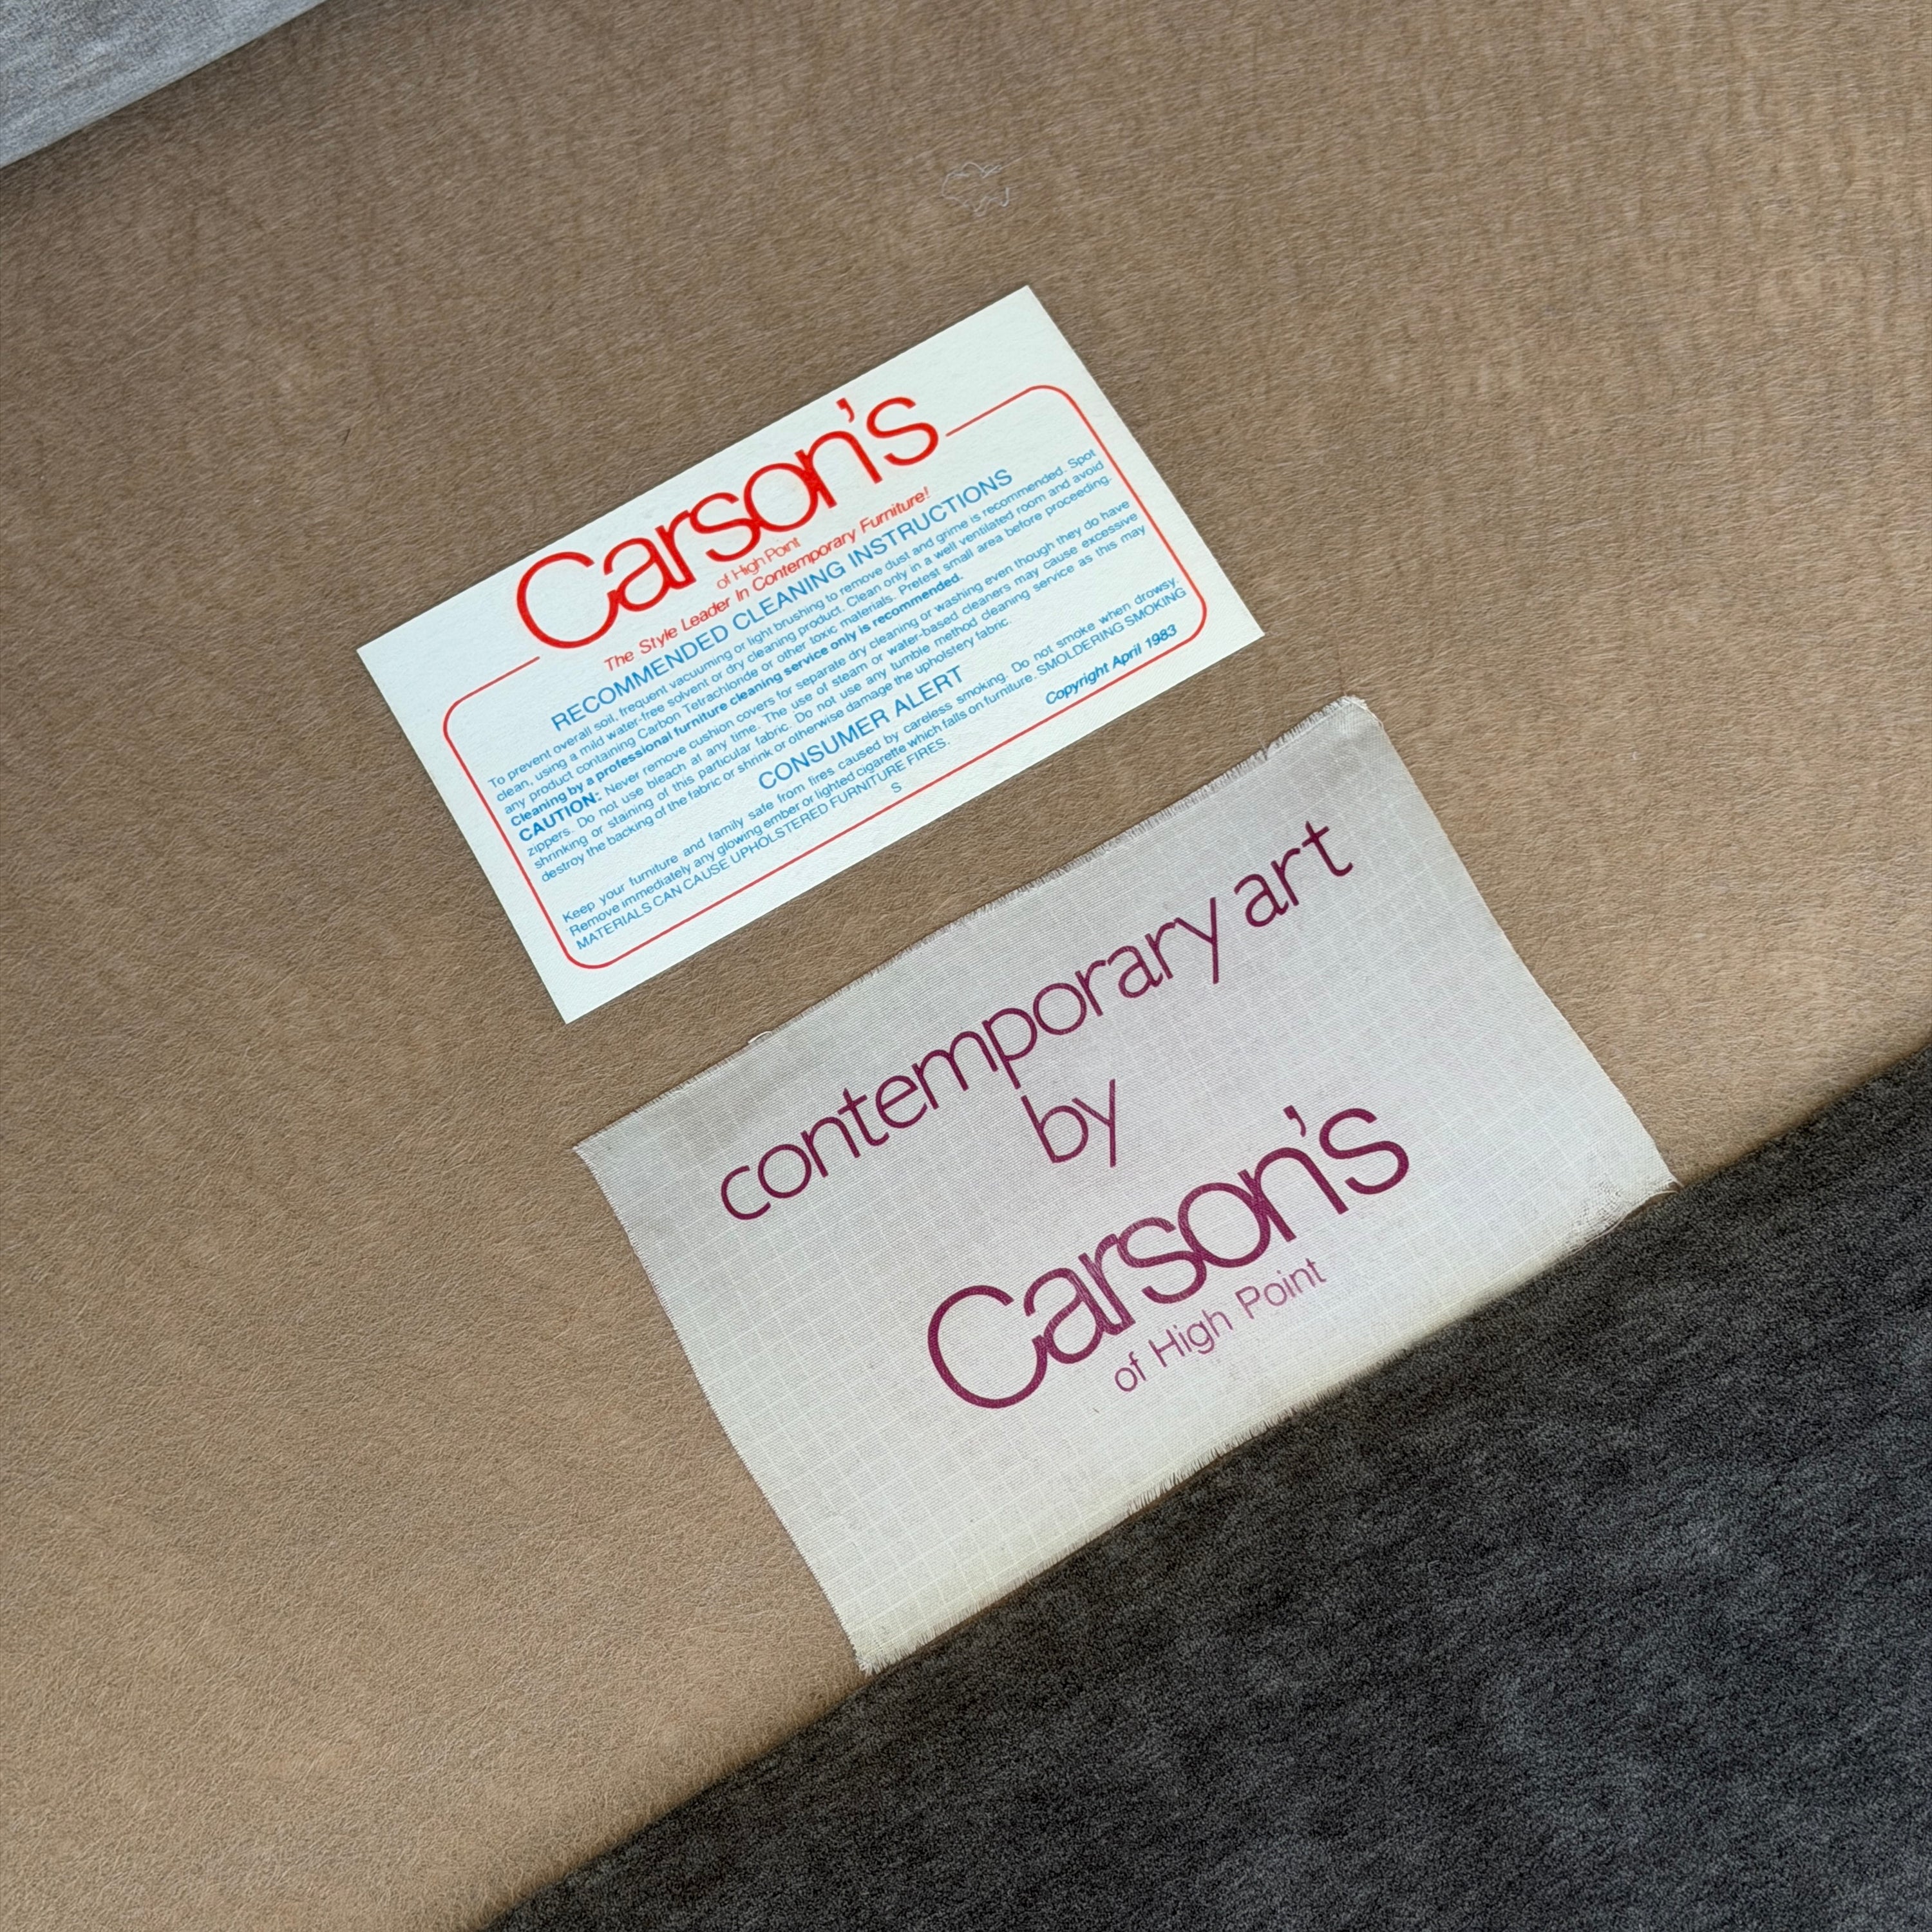 Carson's
of High Point
The Style Leader In Contemporary Furniture!
RECOMMENDED CLEANING INSTRUCTIONS
To prevent overall soil, frequent vacuuming or light brushing to remove dust and grime is recommended. Spot
clean, using a mild water-free solvent or dry cleaning product. Clean only in a well ventilated room and avoid
any product containing Carbon Tetrachloride or other toxic materials. Pretest small area before proceeding.
Cleaning by a professional furniture cleaning service only is recommended.
CAUTION: Never remove cushion covers for separate dry cleaning or washing even though they do have
zippers. Do not use bleach at any time. The use of steam or water-based cleaners may cause excessive
shrinking or staining of this particular fabric. Do not use any tumble method cleaning service as this may
destroy the backing of the fabric or shrink or otherwise damage the upholstery fabric.
CONSUMER ALERT
Keep your furniture and family safe from fires caused by careless smoking. Do not smoke when drowsy.
Remove immediately any glowing ember or lighted cigarette which falls on furniture. SMOLDERING SMOKING
MATERIALS CAN CAUSE UPHOLSTERED FURNITURE FIRES.
S
Copyright April 1983
contemporary art
by
Carson's
of High Point